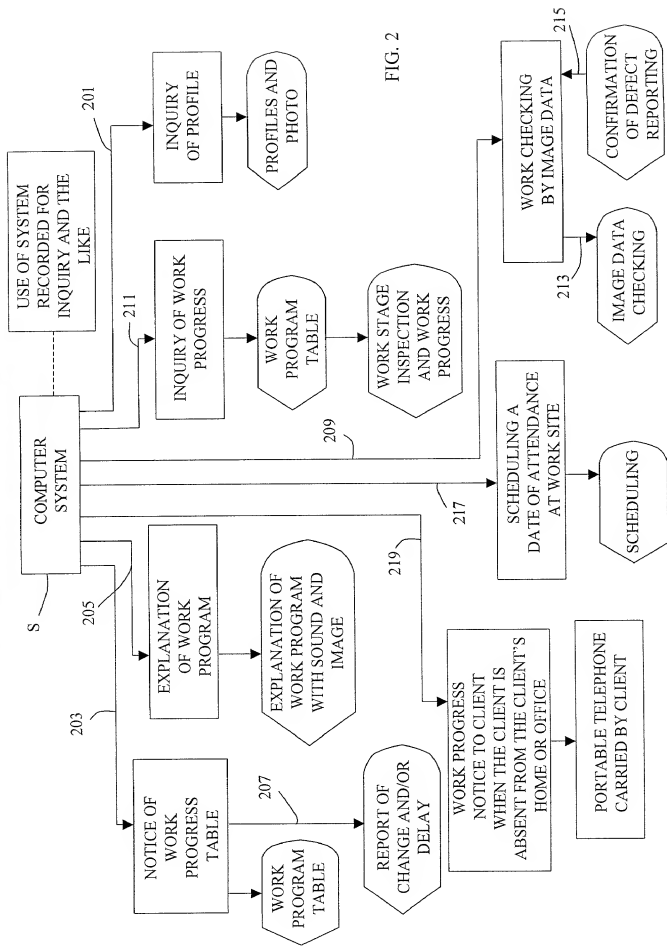 S
COMPUTER
SYSTEM
USE OF SYSTEM
RECORDED FOR
INQUIRY AND THE
LIKE
203
205
211
201
NOTICE OF
WORK
PROGRESS
TABLE
EXPLANATION
OF WORK
PROGRAM
INQUIRY OF WORK
PROGRESS
INQUIRY
OF PROFILE
207
WORK
PROGRAM
TABLE
REPORT OF
CHANGE AND/OR
DELAY
EXPLANATION OF
WORK PROGRAM
WITH SOUND AND
IMAGE
WORK
PROGRAM
TABLE
WORK STAGE
INSPECTION
AND WORK
PROGRESS
PROFILES AND
PHOTO
209
FIG. 2
219
217
WORK PROGRESS
NOTICE TO CLIENT
WHEN THE CLIENT IS
ABSENT FROM THE CLIENT'S
HOME OR OFFICE
PORTABLE TELEPHONE
CARRIED BY CLIENT
SCHEDULING A
DATE OF ATTENDANCE
AT WORK SITE
SCHEDULING
WORK CHECKING
BY IMAGE DATA
213
215
IMAGE DATA
CHECKING
CONFIRMATION
OF DEFECT
REPORTING